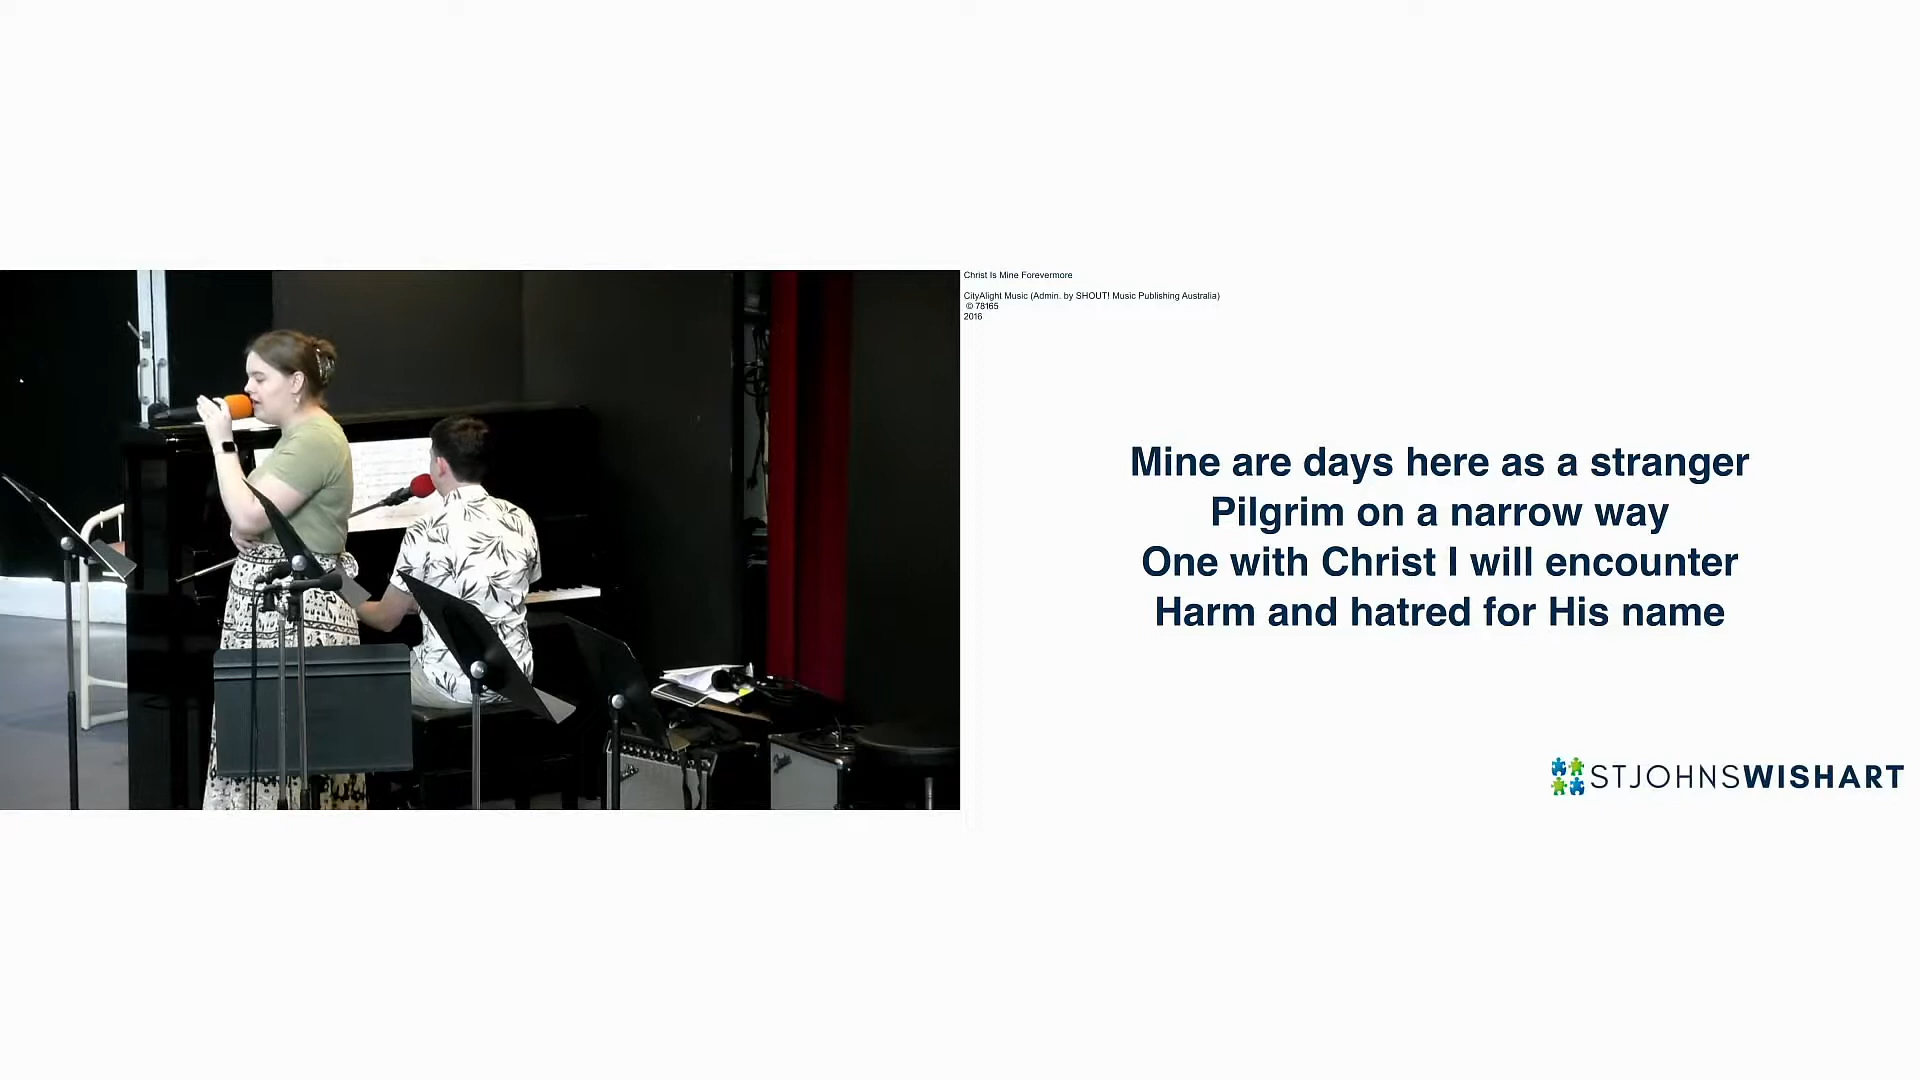 Christ Is Mine Forevermore
CityAlight Music (Admin. by SHOUT! Music Publishing Australia)
© 78165
2016
Mine are days here as a stranger
Pilgrim on a narrow way
One with Christ I will encounter
Harm and hatred for His name
STJOHNSWISHART